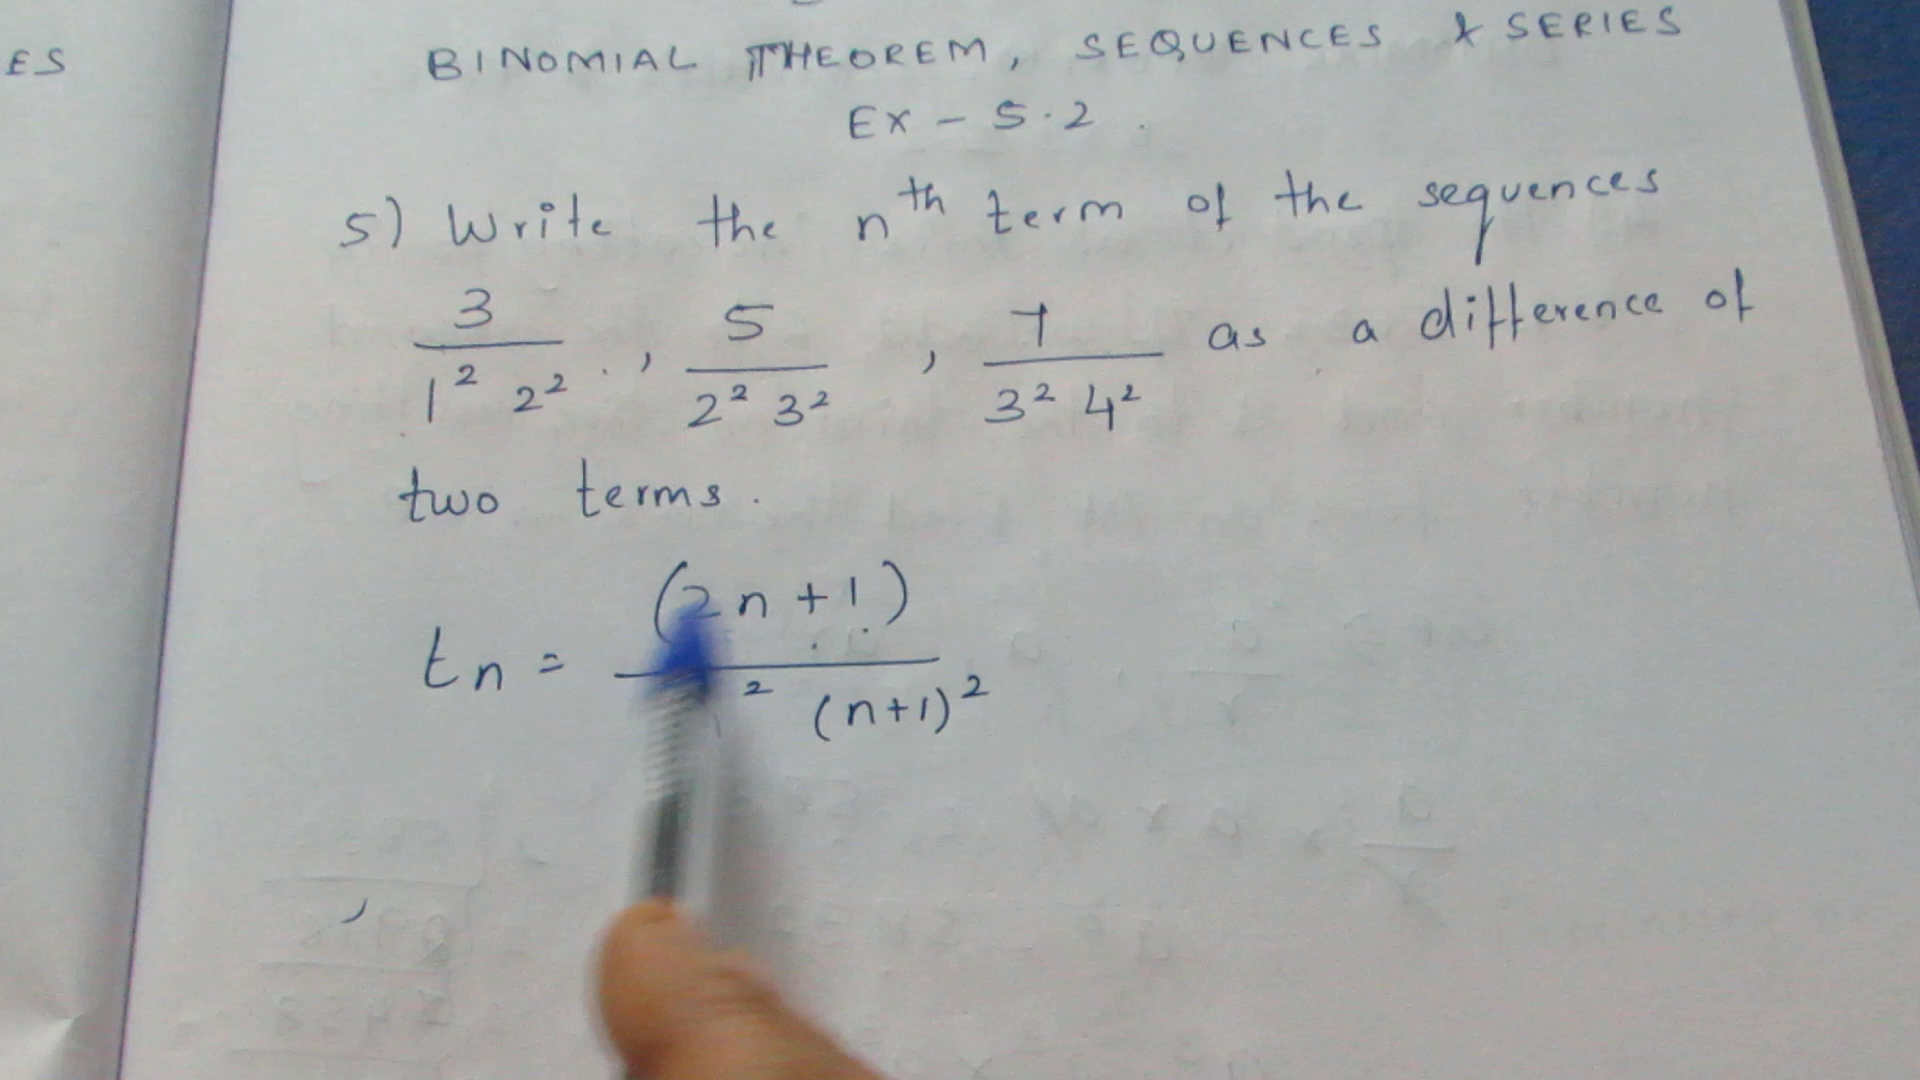 ES
BINOMIAL THEOREM, SEQUENCES & SERIES
EX - 5.2.
5) Write the nth term of the sequences
3/1² 2², 5/2² 3², 7/3² 4² as a difference of
two terms.
tn = (2n+1)/² (n+1)²